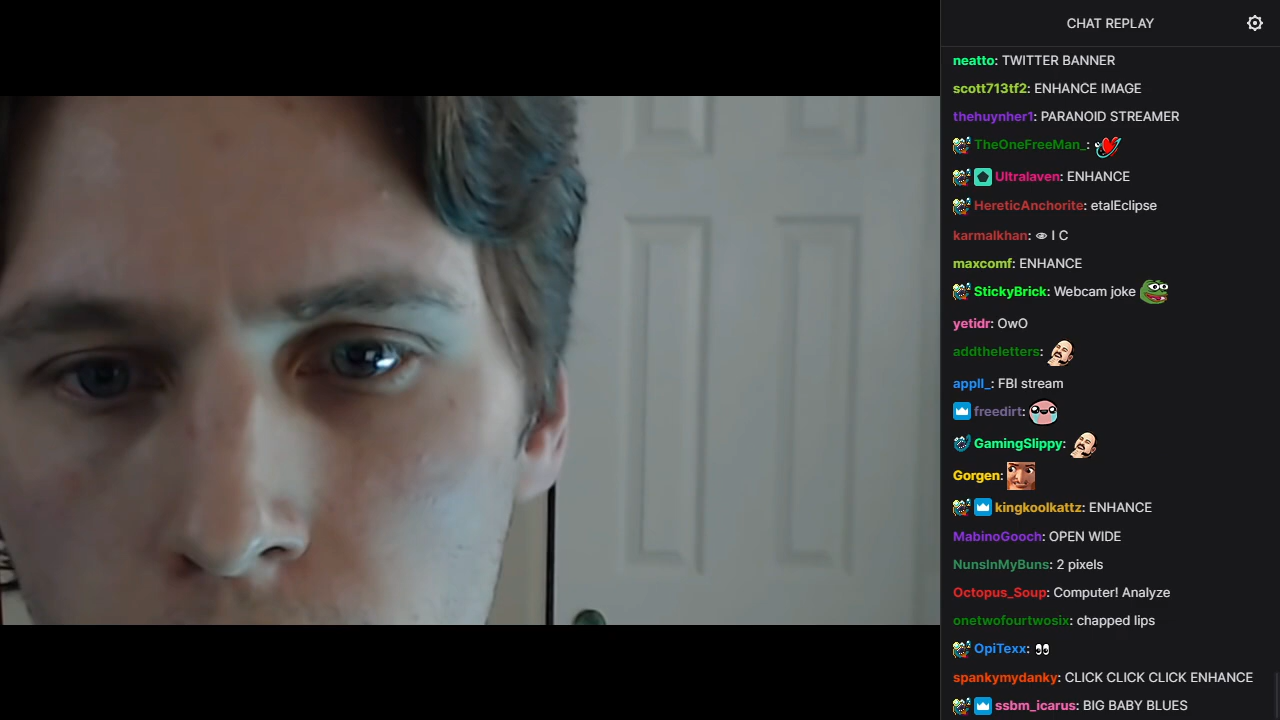 CHAT REPLAY
neatto: TWITTER BANNER
scott713tf2: ENHANCE IMAGE
thehuynher1: PARANOID STREAMER
TheOneFreeMan_:
Ultralaven: ENHANCE
HereticAnchorite: etalEclipse
karmalkhan: 👁 I C
maxcomf: ENHANCE
StickyBrick: Webcam joke
yetidr: OwO
addtheletters:
appll_: FBI stream
freedirt:
GamingSlippy:
Gorgen:
kingkoolkattz: ENHANCE
MabinoGooch: OPEN WIDE
NunsInMyBuns: 2 pixels
Octopus_Soup: Computer! Analyze
onetwofourtwosix: chapped lips
OpiTexx: 👀
spankymydanky: CLICK CLICK CLICK ENHANCE
ssbm_icarus: BIG BABY BLUES